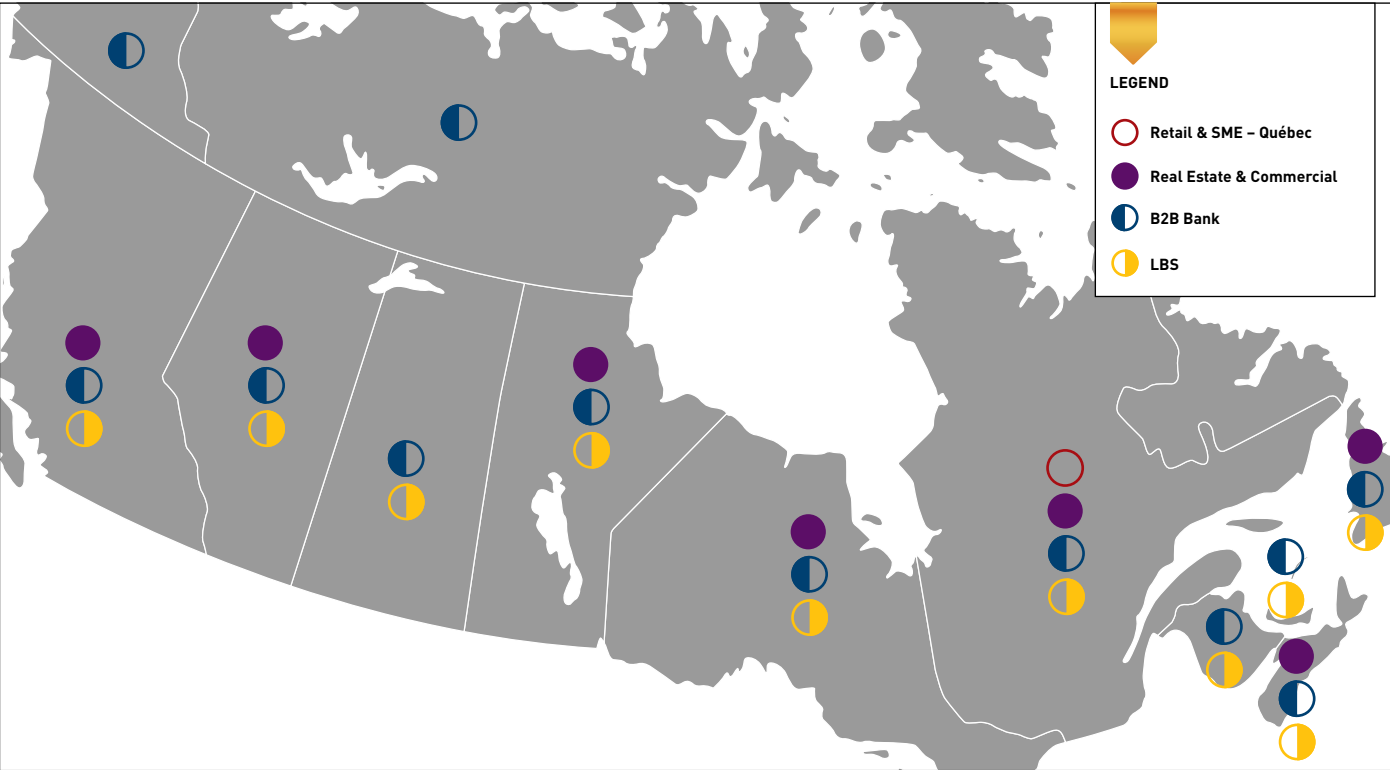 LEGEND
Retail & SME – Québec
Real Estate & Commercial
B2B Bank
LBS